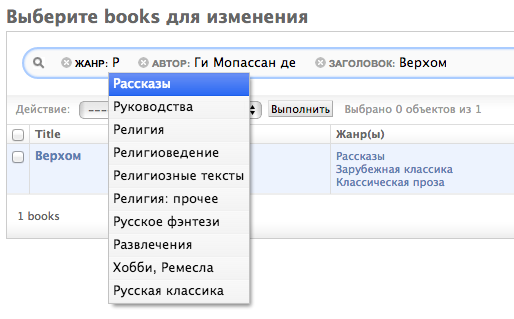 Выберите books для изменения
ЖАНР: Р АВТОР: Ги Мопассан де ЗАГОЛОВОК: Верхом
Рассказы
Руководства
Религия
Религиоведение
Религиозные тексты
Религия: прочее
Русское фэнтези
Развлечения
Хобби, Ремесла
Русская классика
Действие: --- Выполнить Выбрано 0 объектов из 1
Title Жанр(ы)
Верхом Рассказы
Зарубежная классика
Классическая проза
1 books